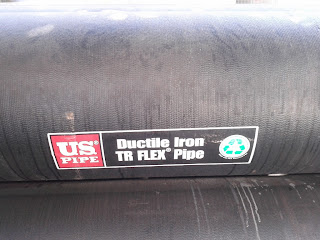 US®
PIPE
Ductile Iron
TR FLEX® Pipe